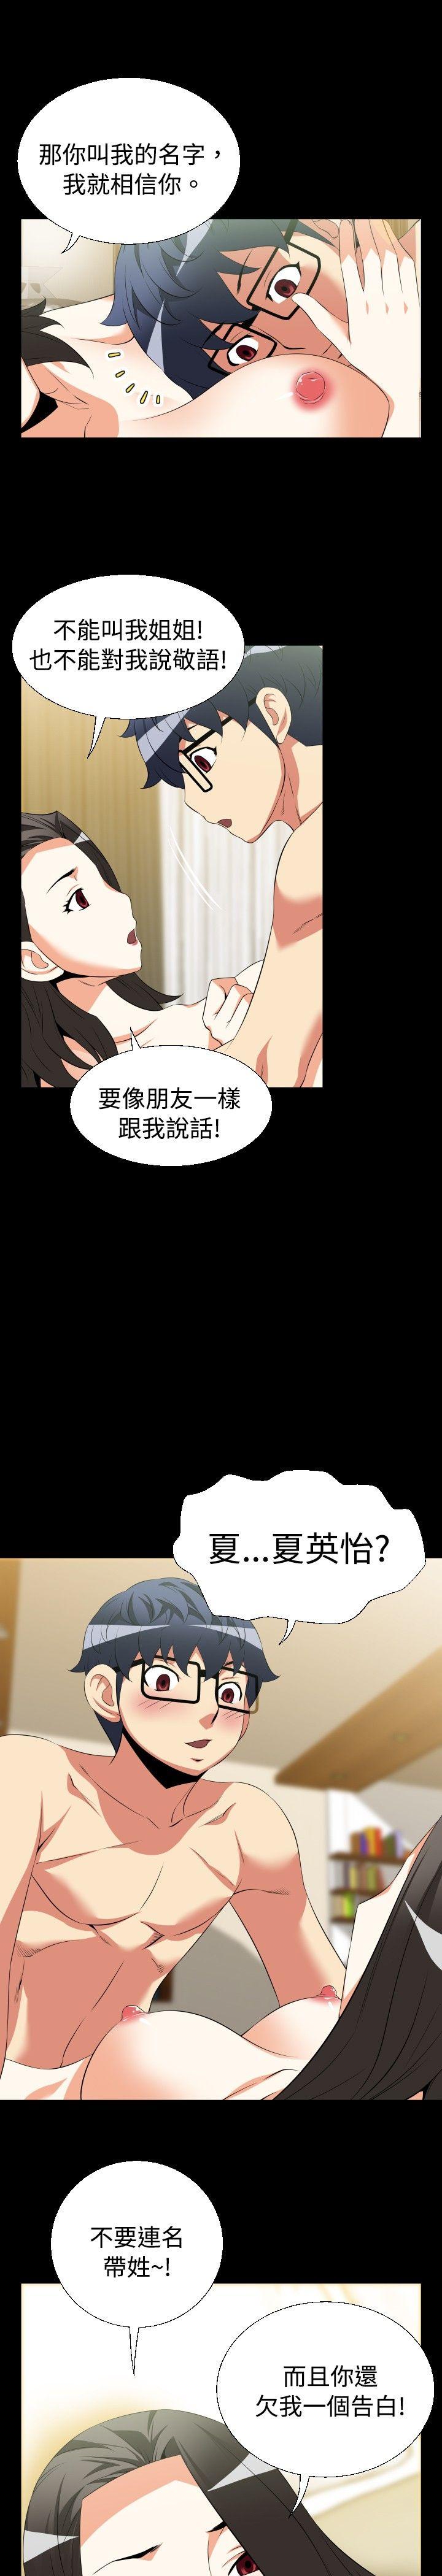 那你叫我的名字，
我就相信你。
不能叫我姐姐!
也不能對我說敬語!
要像朋友一樣
跟我說話!
夏...夏英怡?
不要連名
帶姓~!
而且你還
欠我一個告白!